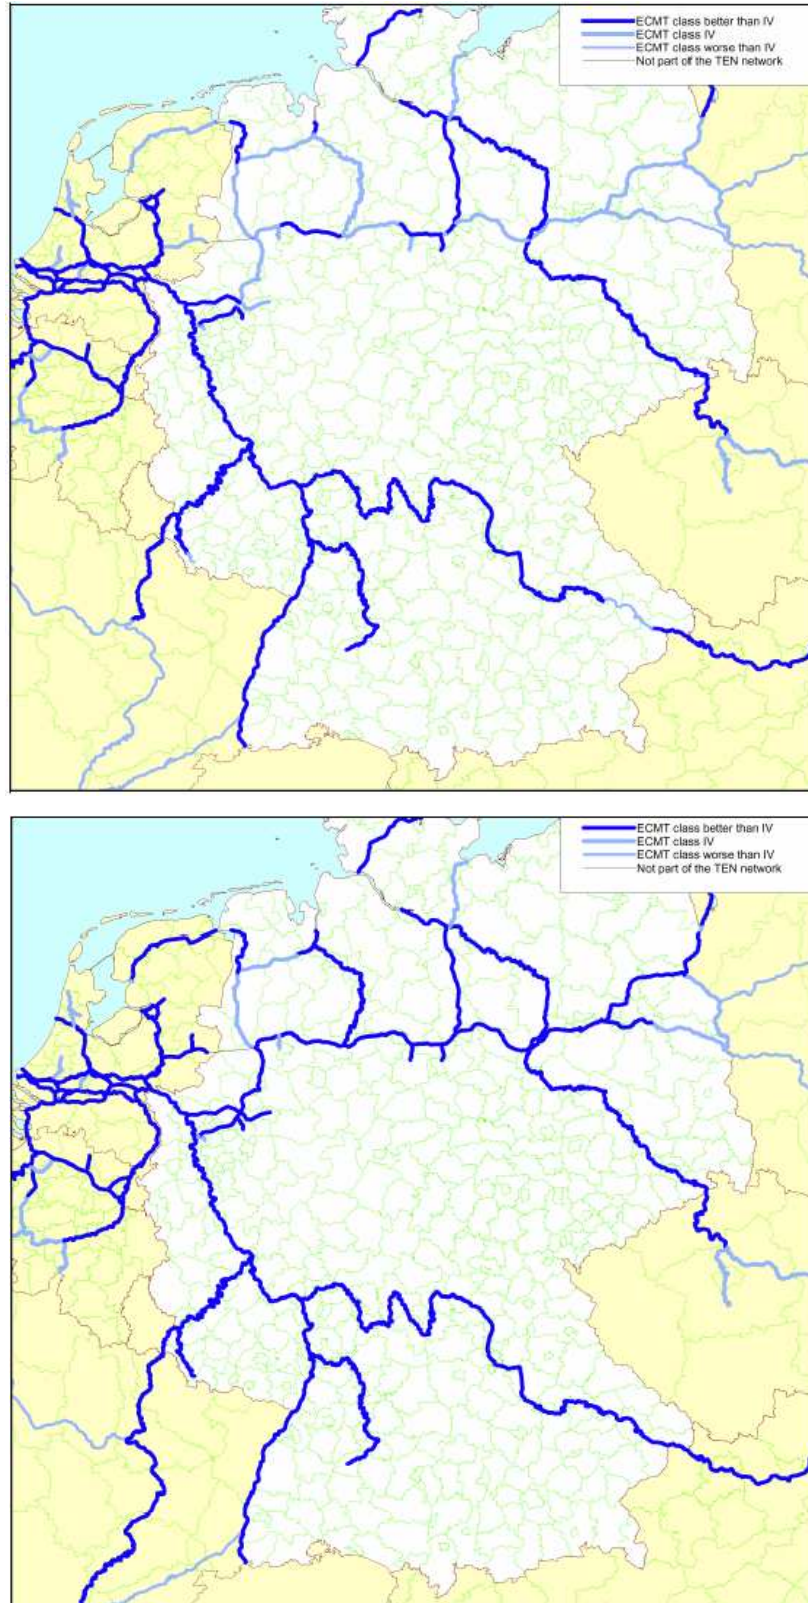 ECMT class better than IV
ECMT class IV
ECMT class worse than IV
Not part off the TEN network
ECMT class better than IV
ECMT class IV
ECMT class worse than IV
Not part of the TEN network